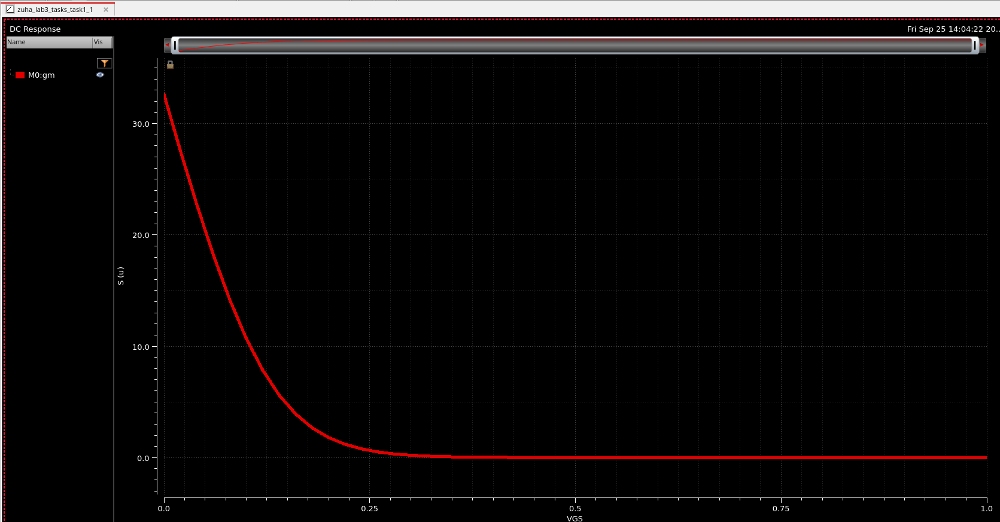 zuha_lab3_tasks_task1_1
DC Response
Fri Sep 25 14:04:22 20..
Name Vis
M0:gm
30.0
20.0
10.0
0.0
S (u)
0.0 0.25 0.5 0.75 1.0
VGS